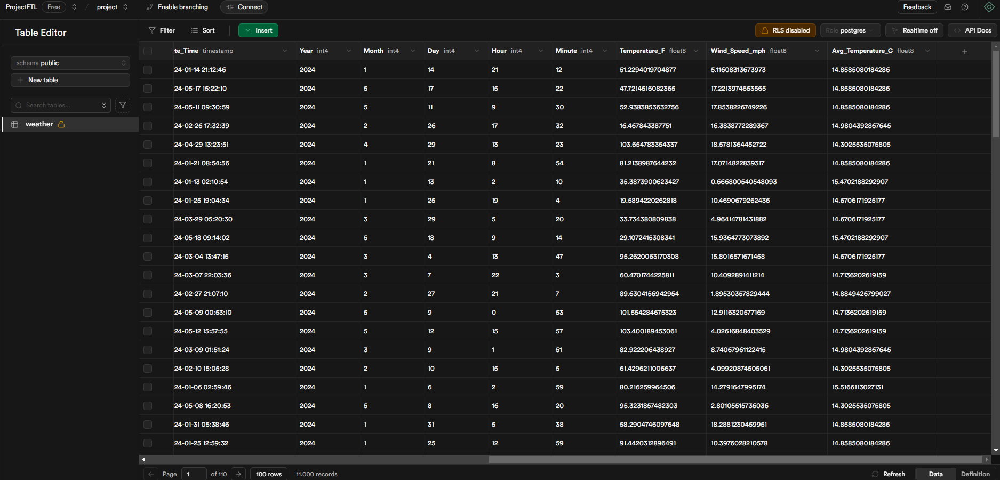 ProjectETL Free / project Enable branching Connect Feedback
Table Editor
schema public
New table
Search tables...
weather
Filter Sort Insert RLS disabled Role postgres Realtime off API Docs
te_Time timestamp Year int4 Month int4 Day int4 Hour int4 Minute int4 Temperature_F float8 Wind_Speed_mph float8 Avg_Temperature_C float8
24-01-14 21:12:46 2024 1 14 21 12 51.2294019704877 5.11608313673973 14.8585080184286
24-05-17 15:22:10 2024 5 17 15 22 47.7214516082365 17.2213974653565 14.8585080184286
24-05-11 09:30:59 2024 5 11 9 30 52.9383853632756 17.8538226749226 14.8585080184286
24-02-26 17:32:39 2024 2 26 17 32 16.467843387751 16.3838772289367 14.9804392867645
24-04-29 13:23:51 2024 4 29 13 23 103.654783354337 18.5781364452722 14.3025535075805
24-01-21 08:54:56 2024 1 21 8 54 81.2138987644232 17.0714822839317 14.8585080184286
24-01-13 02:10:54 2024 1 13 2 10 35.3873900623427 0.666800540548093 15.4702188292907
24-01-25 19:04:34 2024 1 25 19 4 19.5894220262818 10.4690679262436 14.6706171925177
24-03-29 05:20:30 2024 3 29 5 20 33.734380809838 4.96414781431882 14.6706171925177
24-05-18 09:14:02 2024 5 18 9 14 29.1072415308341 15.9364773073892 15.4702188292907
24-03-04 13:47:15 2024 3 4 13 47 95.2620063170308 15.8016571671458 14.6706171925177
24-03-07 22:03:36 2024 3 7 22 3 60.4701744225811 10.4092891411214 14.7136202619159
24-02-27 21:07:10 2024 2 27 21 7 89.6304156942954 1.89530357829444 14.8849426799027
24-05-09 00:53:10 2024 5 9 0 53 101.554284675323 12.9116320577169 14.7136202619159
24-05-12 15:57:55 2024 5 12 15 57 103.400189453061 4.02616848403529 14.7136202619159
24-03-09 01:51:24 2024 3 9 1 51 82.922206438927 8.74067961122415 14.9804392867645
24-02-10 15:05:28 2024 2 10 15 5 61.4296211006637 4.09920874505061 14.3025535075805
24-01-06 02:59:46 2024 1 6 2 59 80.216259964506 14.2791647995174 15.5166113027131
24-05-08 16:20:53 2024 5 8 16 20 95.3231857482303 2.80105515736036 14.3025535075805
24-01-31 05:38:46 2024 1 31 5 38 58.2904746097648 18.2881230459951 14.8585080184286
24-01-25 12:59:32 2024 1 25 12 59 91.4420312896491 10.3976028210578 14.8585080184286
Page 1 of 110 100 rows 11.000 records Refresh Data Definition